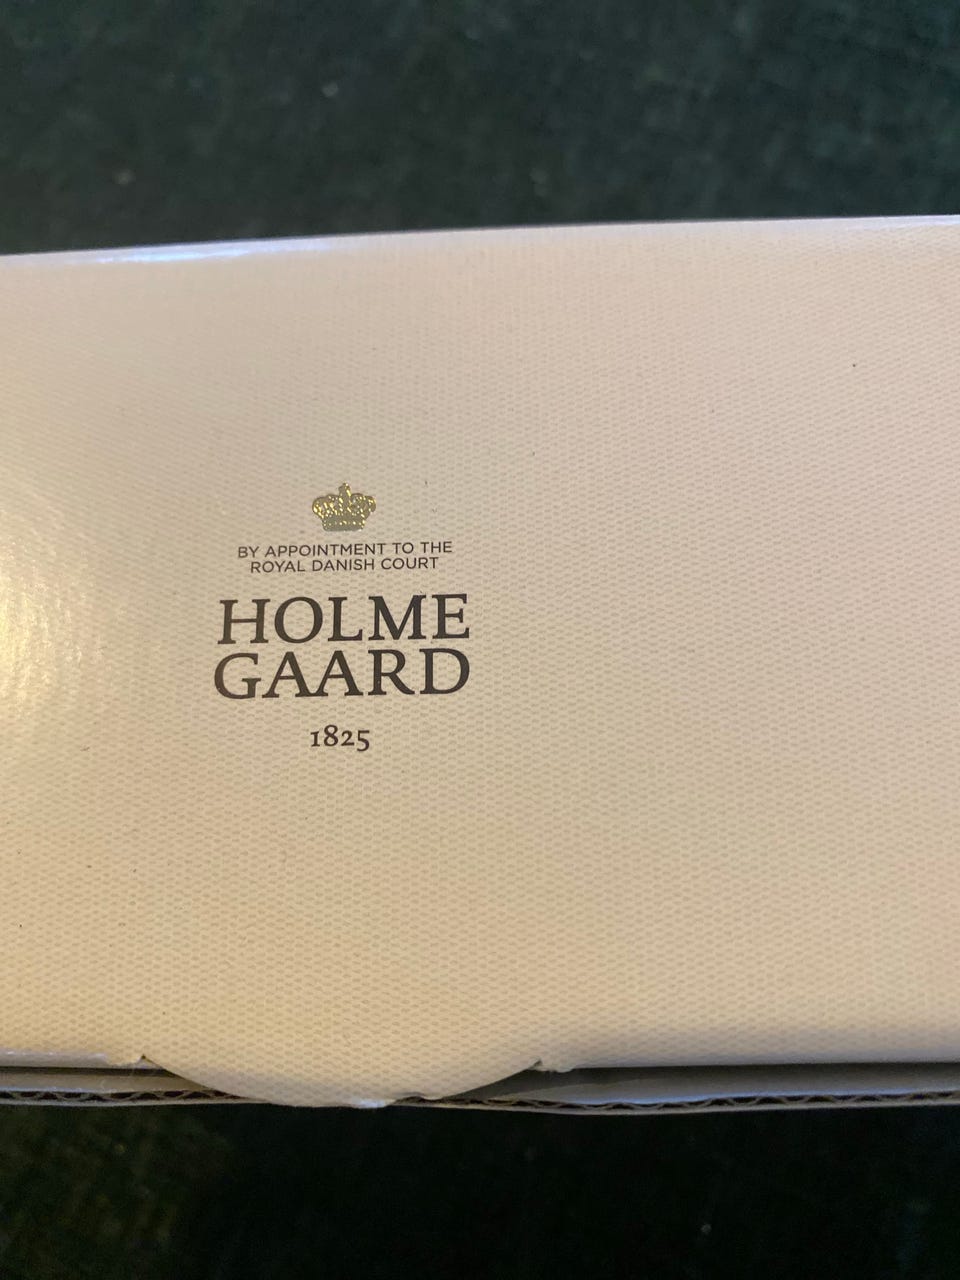 BY APPOINTMENT TO THE
ROYAL DANISH COURT
HOLME
GAARD
1825